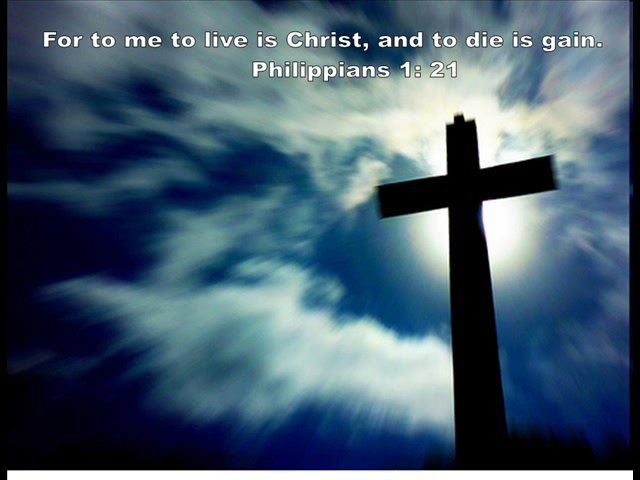 For to me to live is Christ, and to die is gain.
Philippians 1: 21